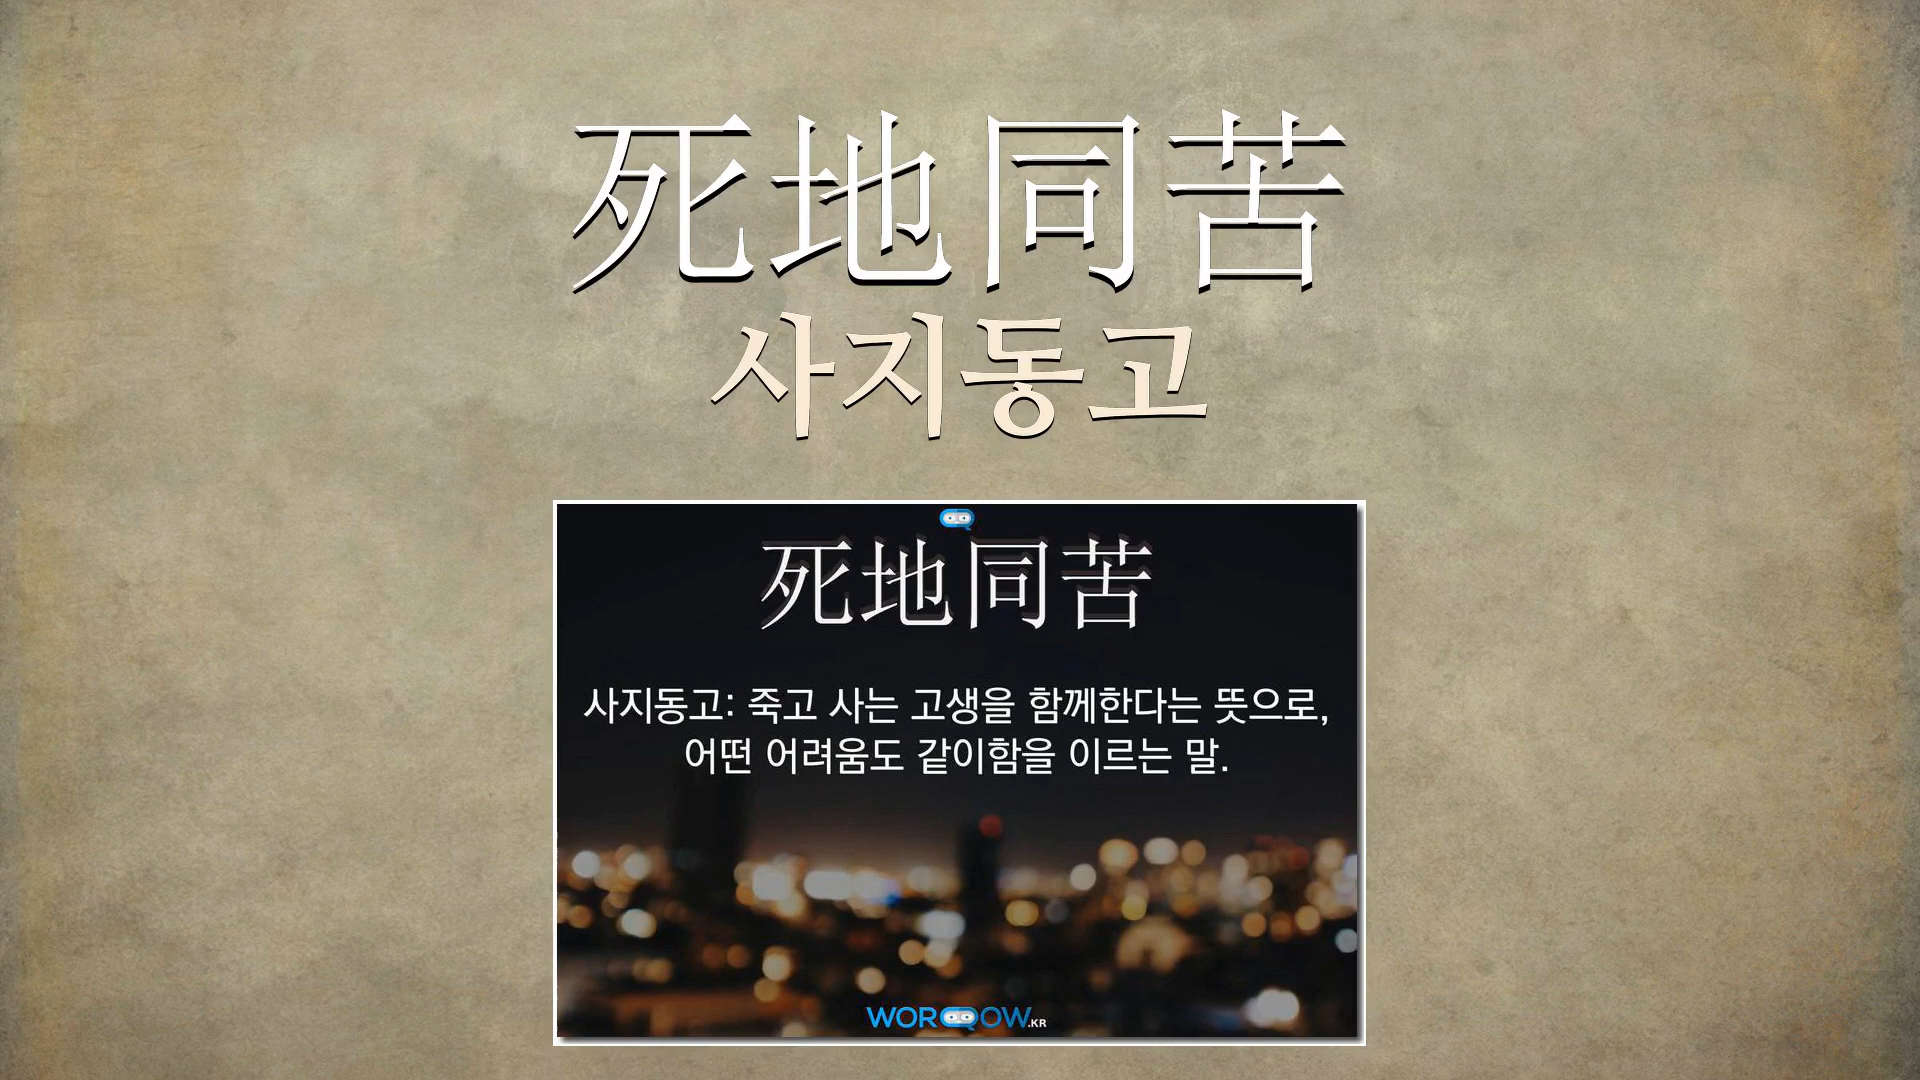 死地同苦
사지동고
死地同苦
사지동고: 죽고 사는 고생을 함께한다는 뜻으로,
어떤 어려움도 같이함을 이르는 말.
WORQOW.KR